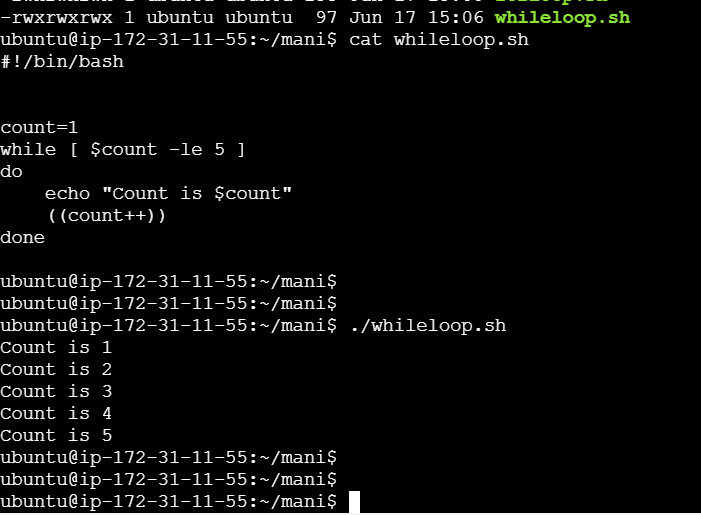 -rwxrwxrwx 1 ubuntu ubuntu  97 Jun 17 15:06 whileloop.sh
ubuntu@ip-172-31-11-55:~/mani$ cat whileloop.sh
#!/bin/bash
count=1
while [ $count -le 5 ]
do
    echo "Count is $count"
    ((count++))
done
ubuntu@ip-172-31-11-55:~/mani$
ubuntu@ip-172-31-11-55:~/mani$
ubuntu@ip-172-31-11-55:~/mani$ ./whileloop.sh
Count is 1
Count is 2
Count is 3
Count is 4
Count is 5
ubuntu@ip-172-31-11-55:~/mani$
ubuntu@ip-172-31-11-55:~/mani$
ubuntu@ip-172-31-11-55:~/mani$